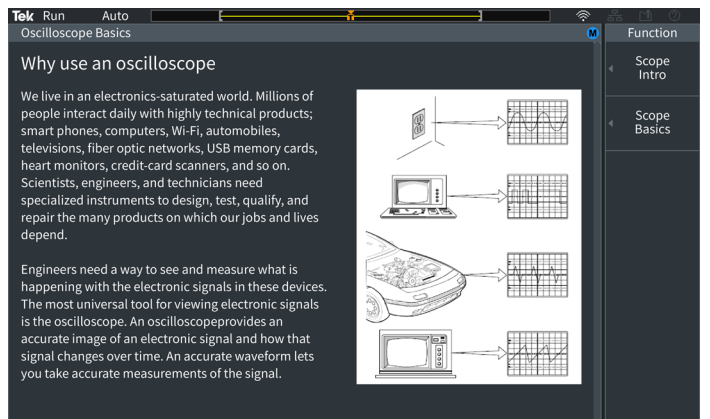 Tek Run Auto
Oscilloscope Basics
M
Function
Why use an oscilloscope
We live in an electronics-saturated world. Millions of
people interact daily with highly technical products;
smart phones, computers, Wi-Fi, automobiles,
televisions, fiber optic networks, USB memory cards,
heart monitors, credit-card scanners, and so on.
Scientists, engineers, and technicians need
specialized instruments to design, test, qualify, and
repair the many products on which our jobs and lives
depend.
Engineers need a way to see and measure what is
happening with the electronic signals in these devices.
The most universal tool for viewing electronic signals
is the oscilloscope. An oscilloscopeprovides an
accurate image of an electronic signal and how that
signal changes over time. An accurate waveform lets
you take accurate measurements of the signal.
Scope
Intro
Scope
Basics